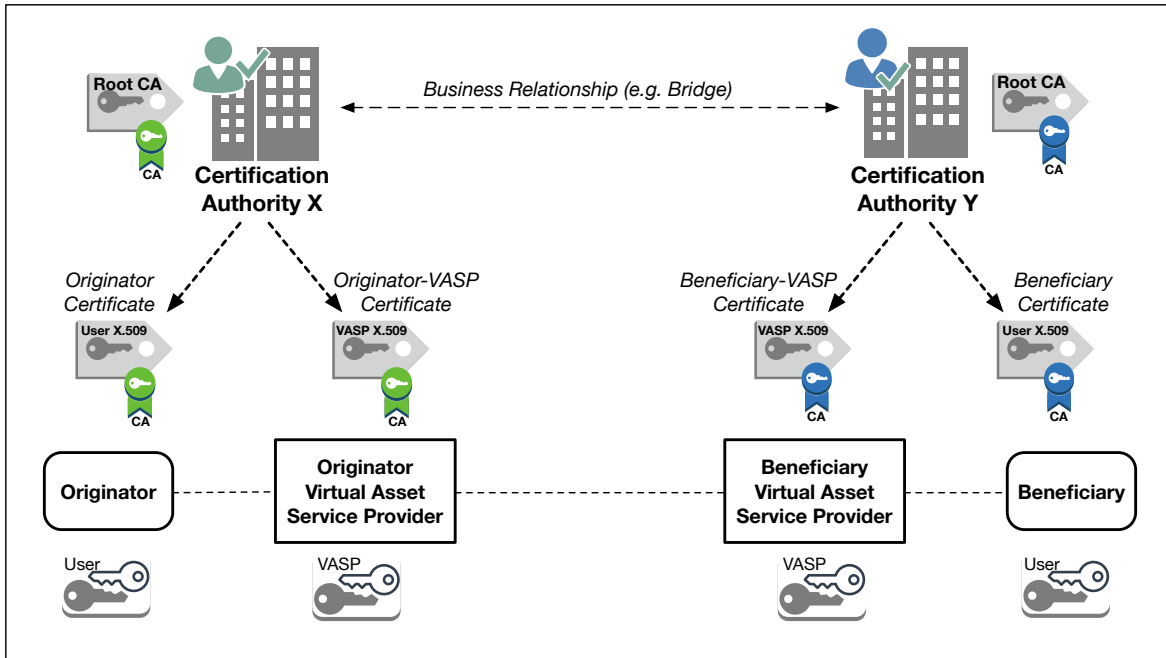 Root CA
CA
Business Relationship (e.g. Bridge)
Root CA
CA
Certification
Authority X
Certification
Authority Y
Originator
Certificate
Originator-VASP
Certificate
Beneficiary-VASP
Certificate
Beneficiary
Certificate
User X.509
CA
VASP X.509
CA
VASP X.509
CA
User X.509
CA
Originator
Originator
Virtual Asset
Service Provider
Beneficiary
Virtual Asset
Service Provider
Beneficiary
User
VASP
VASP
User